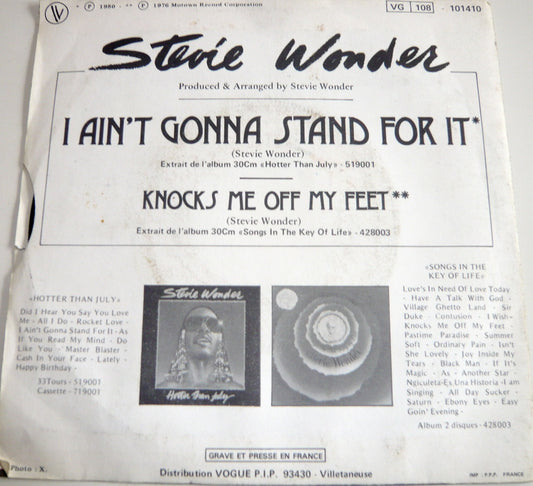 ℗ 1980 - ** ℗ 1976 Motown Record Corporation
VG 108 - 101410
Stevie Wonder
Produced & Arranged by Stevie Wonder
I AIN'T GONNA STAND FOR IT*
(Stevie Wonder)
Extrait de l'album 30Cm «Hotter Than July» - 519001
KNOCKS ME OFF MY FEET**
(Stevie Wonder)
Extrait de l'album 30Cm «Songs In The Key Of Life» - 428003
«HOTTER THAN JULY»
Did I Hear You Say You Love
Me - All I Do - Rocket Love -
I Ain't Gonna Stand For It - As
If You Read My Mind - Do
Like You - Master Blaster -
Cash In Your Face - Lately -
Happy Birthday -
33Tours - 519001
Cassette - 719001
Stevie Wonder
Hotter than July
«SONGS IN THE
KEY OF LIFE»
Love's In Need Of Love Today
- Have A Talk With God -
Village Ghetto Land - Sir
Duke - Contusion - I Wish -
Knocks Me Off My Feet -
Pastime Paradise - Summer
Soft - Ordinary Pain - Isn't
She Lovely - Joy Inside My
Tears - Black Man - If It's
Magic - As - Another Star -
Ngiculeta-Es Una Historia - I am
Singing - All Day Sucker -
Saturn - Ebony Eyes - Easy
Goin' Evening -
Album 2 disques - 428003
Photo : X.
GRAVE ET PRESSE EN FRANCE
Distribution VOGUE P.I.P. 93430 - Villetaneuse
IMP. P.P.P. FRANCE